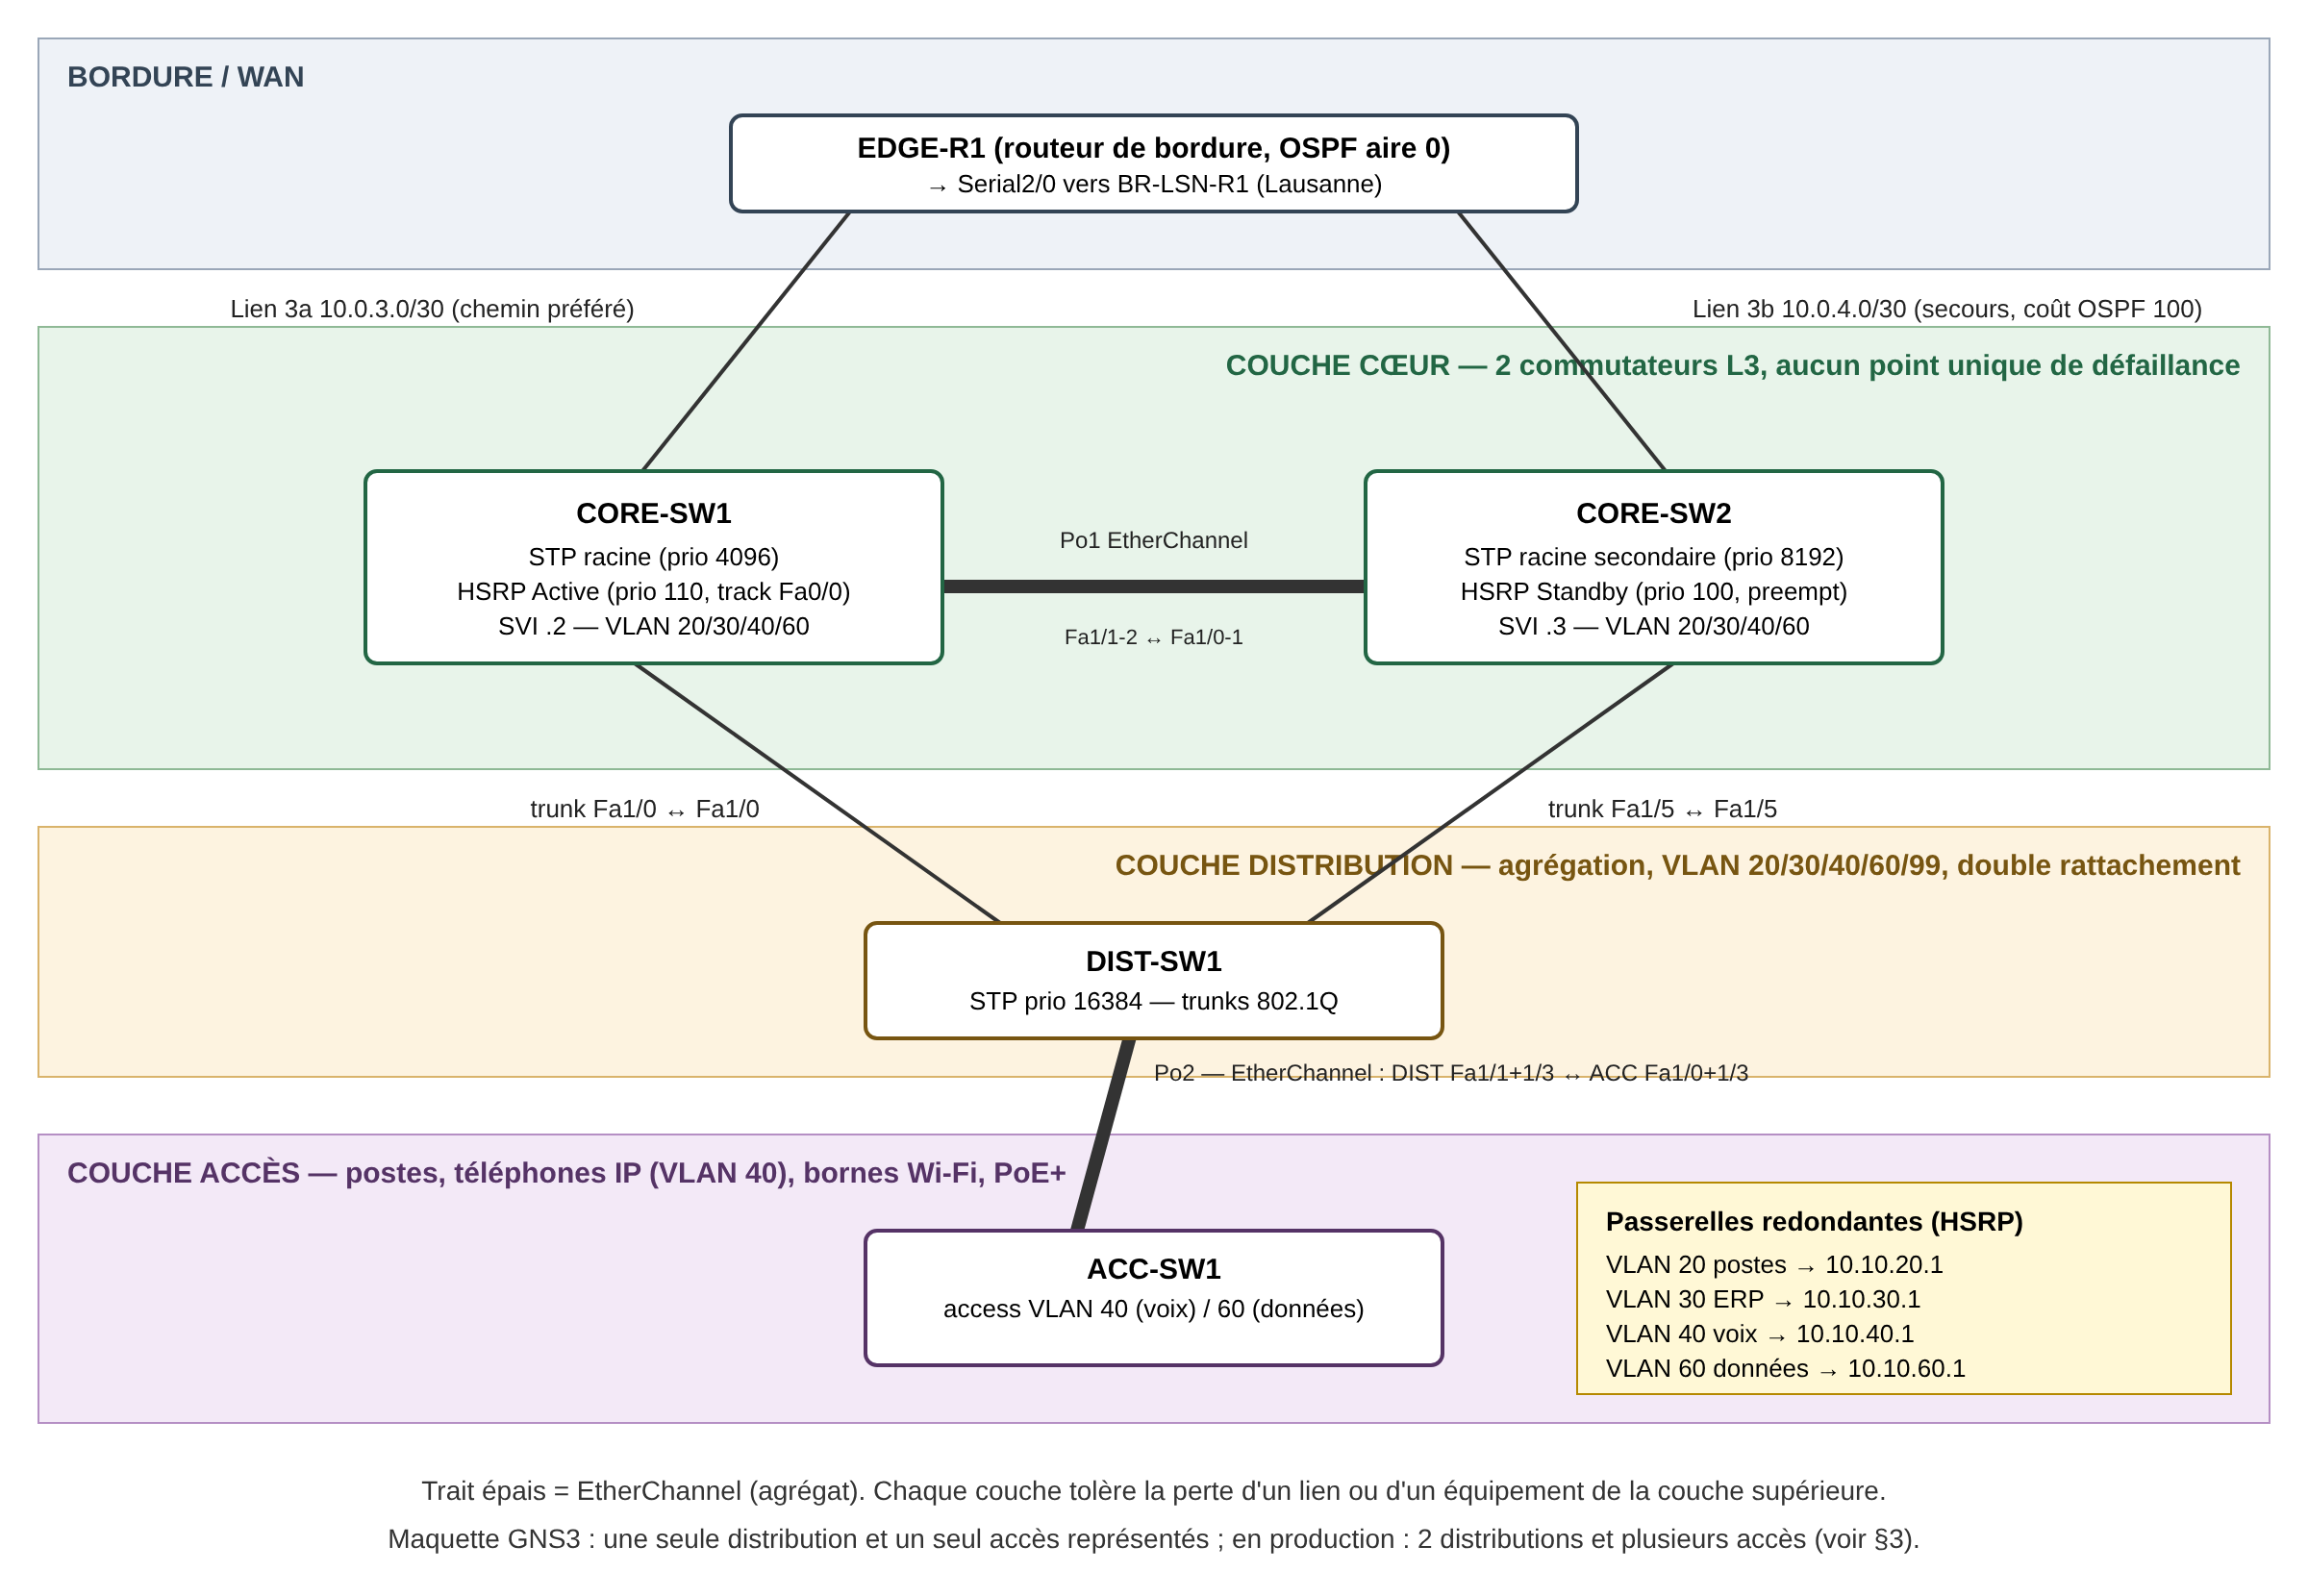 BORDURE / WAN
EDGE-R1 (routeur de bordure, OSPF aire 0)
→ Serial2/0 vers BR-LSN-R1 (Lausanne)
Lien 3a 10.0.3.0/30 (chemin préféré)
Lien 3b 10.0.4.0/30 (secours, coût OSPF 100)
COUCHE CŒUR — 2 commutateurs L3, aucun point unique de défaillance
CORE-SW1
STP racine (prio 4096)
HSRP Active (prio 110, track Fa0/0)
SVI .2 — VLAN 20/30/40/60
Po1 EtherChannel
Fa1/1-2 ↔ Fa1/0-1
CORE-SW2
STP racine secondaire (prio 8192)
HSRP Standby (prio 100, preempt)
SVI .3 — VLAN 20/30/40/60
trunk Fa1/0 ↔ Fa1/0
trunk Fa1/5 ↔ Fa1/5
COUCHE DISTRIBUTION — agrégation, VLAN 20/30/40/60/99, double rattachement
DIST-SW1
STP prio 16384 — trunks 802.1Q
Po2 — EtherChannel : DIST Fa1/1+1/3 ↔ ACC Fa1/0+1/3
COUCHE ACCÈS — postes, téléphones IP (VLAN 40), bornes Wi-Fi, PoE+
ACC-SW1
access VLAN 40 (voix) / 60 (données)
Passerelles redondantes (HSRP)
VLAN 20 postes → 10.10.20.1
VLAN 30 ERP → 10.10.30.1
VLAN 40 voix → 10.10.40.1
VLAN 60 données → 10.10.60.1
Trait épais = EtherChannel (agrégat). Chaque couche tolère la perte d'un lien ou d'un équipement de la couche supérieure.
Maquette GNS3 : une seule distribution et un seul accès représentés ; en production : 2 distributions et plusieurs accès (voir §3).